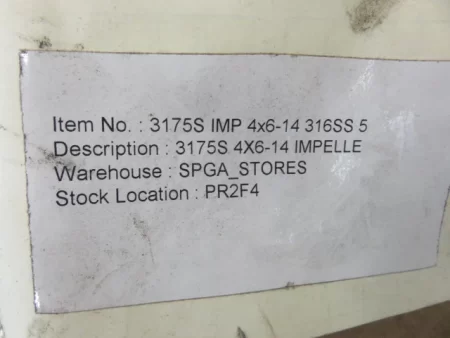 Item No. : 3175S IMP 4x6-14 316SS 5
Description : 3175S 4X6-14 IMPELLE
Warehouse : SPGA_STORES
Stock Location : PR2F4